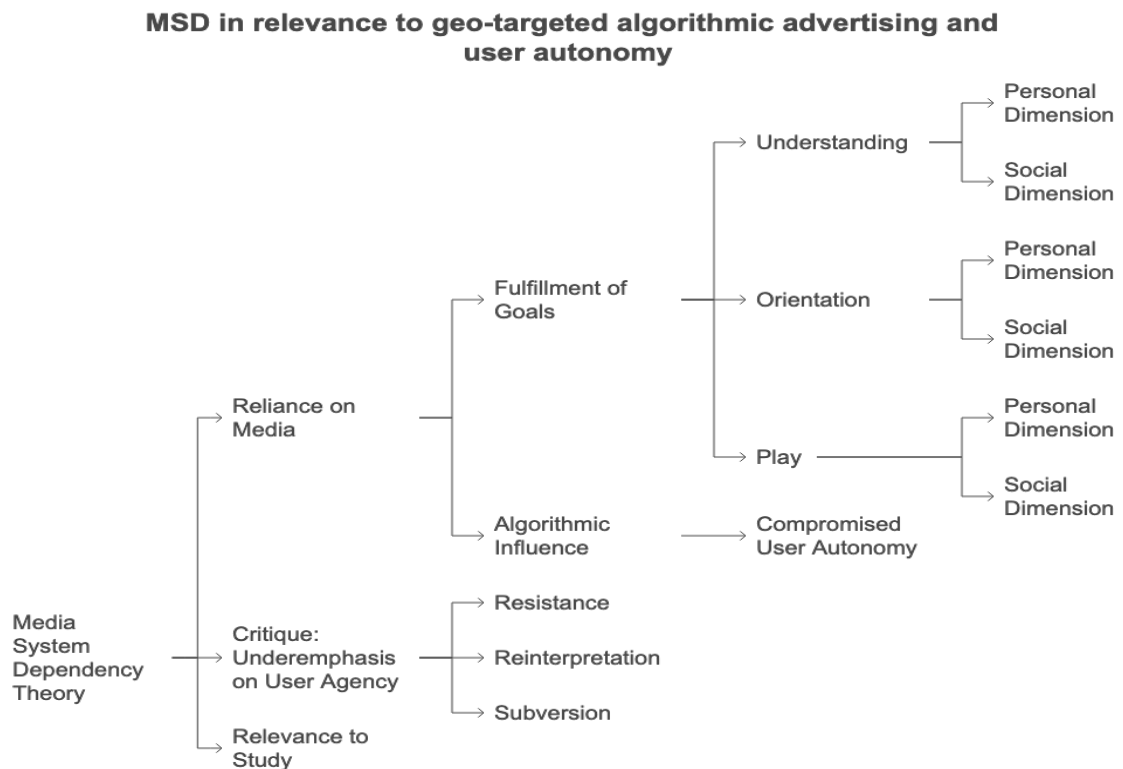 MSD in relevance to geo-targeted algorithmic advertising and
user autonomy
Media
System
Dependency
Theory
Reliance on
Media
Fulfillment of
Goals
Understanding
Personal
Dimension
Social
Dimension
Orientation
Personal
Dimension
Social
Dimension
Play
Personal
Dimension
Social
Dimension
Algorithmic
Influence
Compromised
User Autonomy
Critique:
Underemphasis
on User Agency
Resistance
Reinterpretation
Subversion
Relevance to
Study